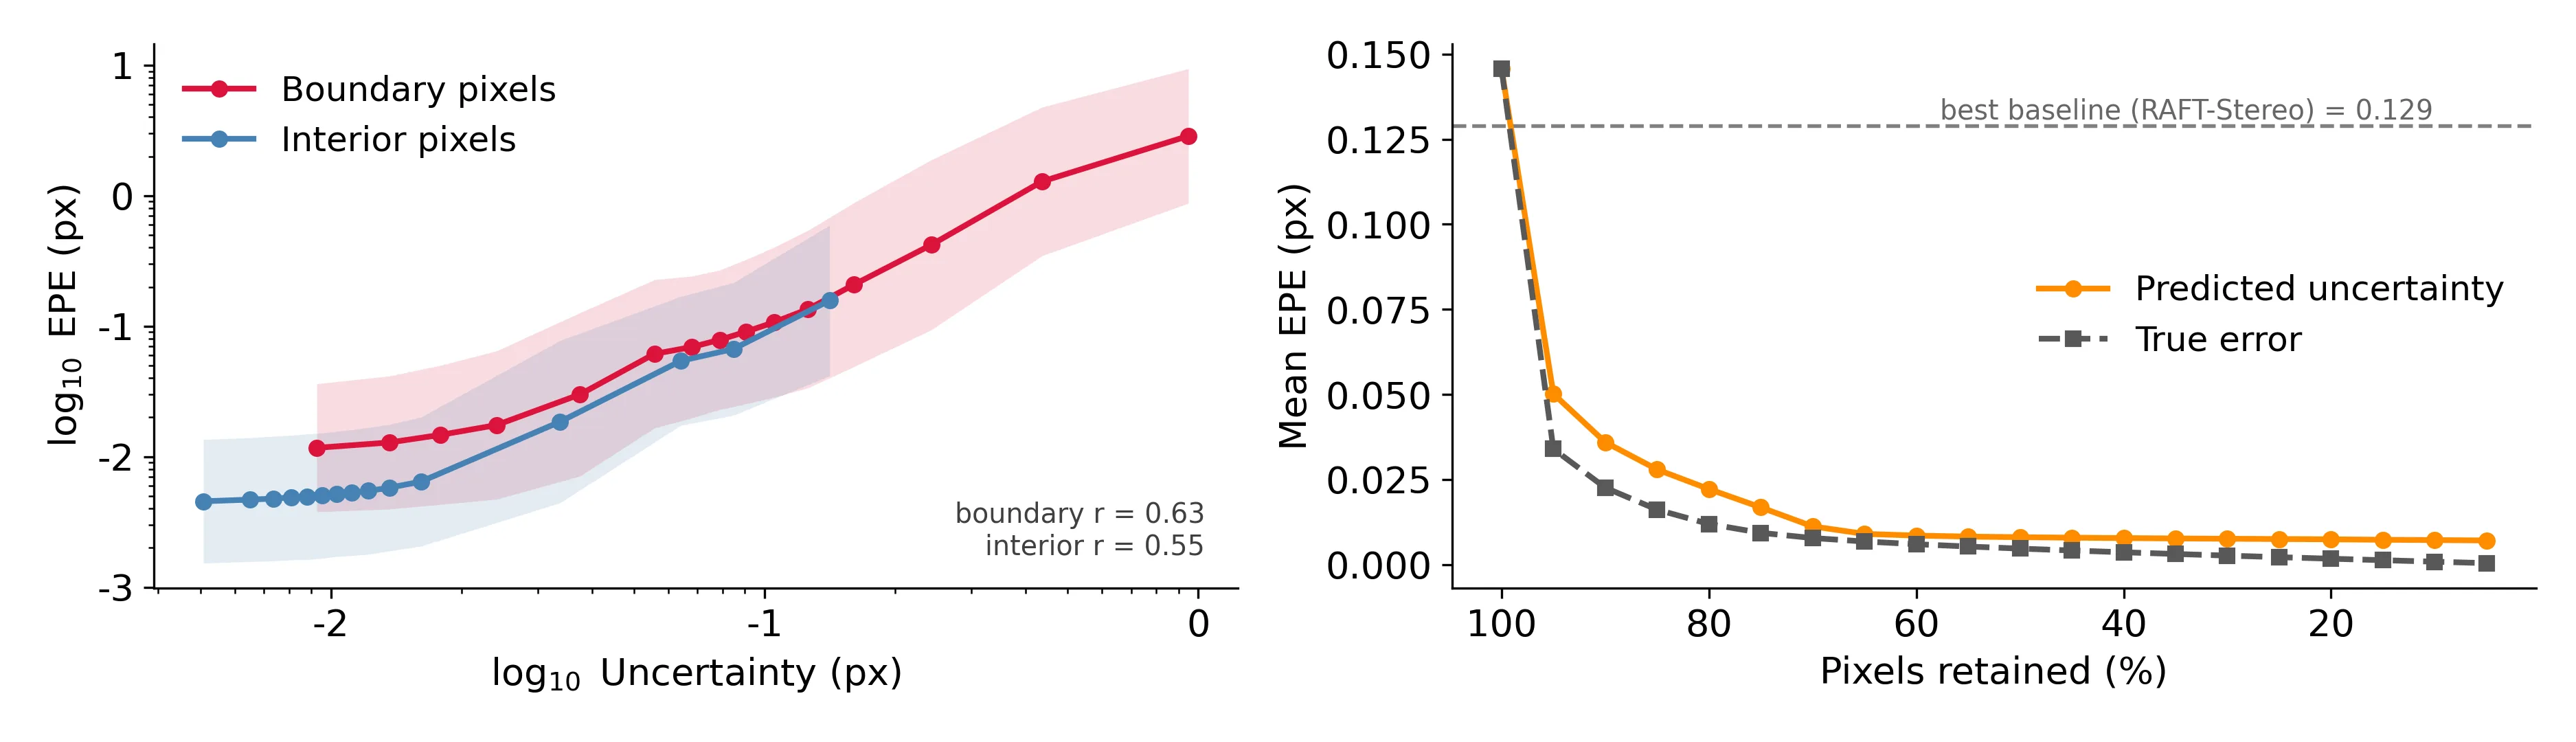 1
0
-1
-2
-3
log10 EPE (px)
Boundary pixels
Interior pixels
boundary r = 0.63
interior r = 0.55
-2
-1
0
log10 Uncertainty (px)
0.150
0.125
0.100
0.075
0.050
0.025
0.000
Mean EPE (px)
best baseline (RAFT-Stereo) = 0.129
Predicted uncertainty
True error
100
80
60
40
20
Pixels retained (%)